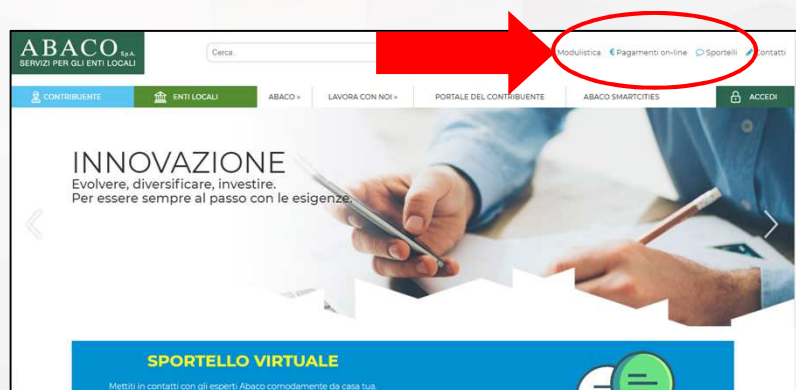 ABACO S.p.A.
SERVIZI PER GLI ENTI LOCALI
Cerca.
Modulistica € Pagamenti on-line Sportelli Contatti
CONTRIBUENTE ENTI LOCALI ABACO » LAVORA CON NOI » PORTALE DEL CONTRIBUENTE ABACO SMARTCITIES ACCEDI
INNOVAZIONE
Evolvere, diversificare, investire.
Per essere sempre al passo con le esigenze.
SPORTELLO VIRTUALE
Mettiti in contatti con gli esperti Abaco comodamente da casa tua.